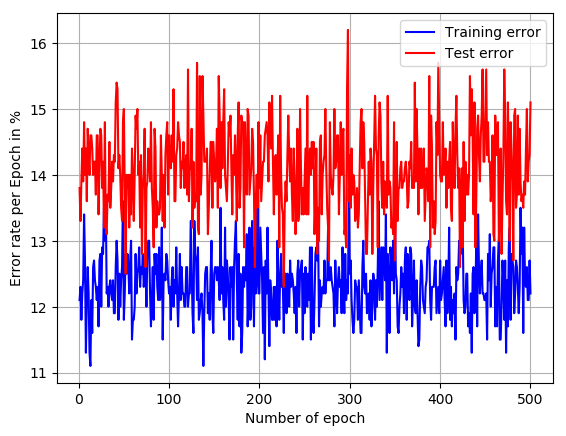 Training error
Test error
Error rate per Epoch in %
16
15
14
13
12
11
0 100 200 300 400 500
Number of epoch